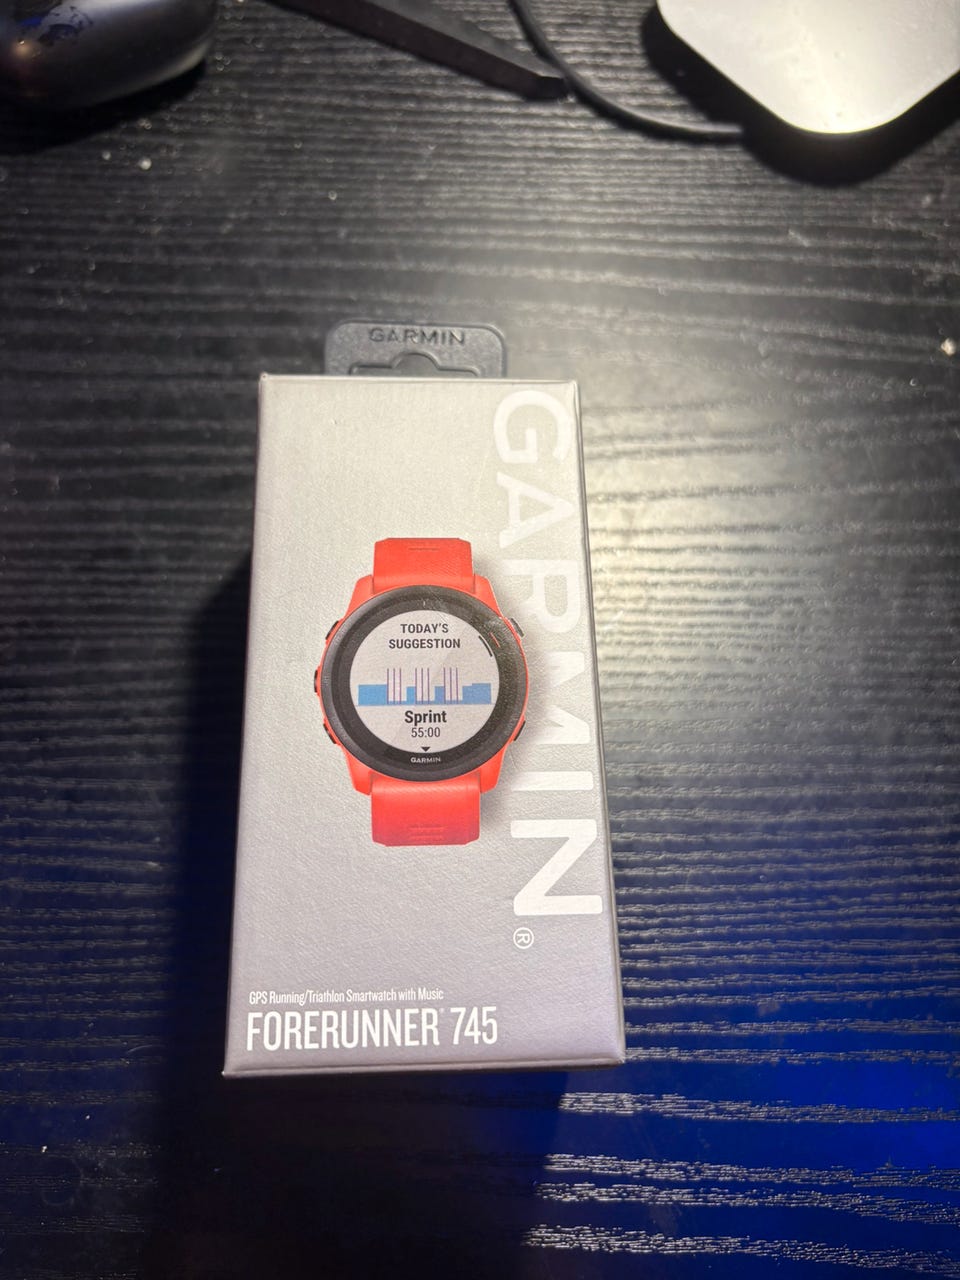 GARMIN
GARMIN®
TODAY'S
SUGGESTION
Sprint
55:00
GARMIN
GPS Running/Triathlon Smartwatch with Music
FORERUNNER® 745